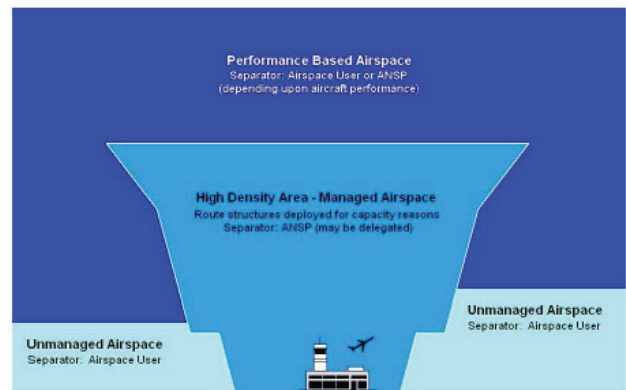 Performance Based Airspace
Separator: Airspace User or ANSP
(depending upon aircraft performance)
High Density Area - Managed Airspace
Route structures deployed for capacity reasons
Separator: ANSP (may be delegated)
Unmanaged Airspace
Separator: Airspace User
Unmanaged Airspace
Separator: Airspace User